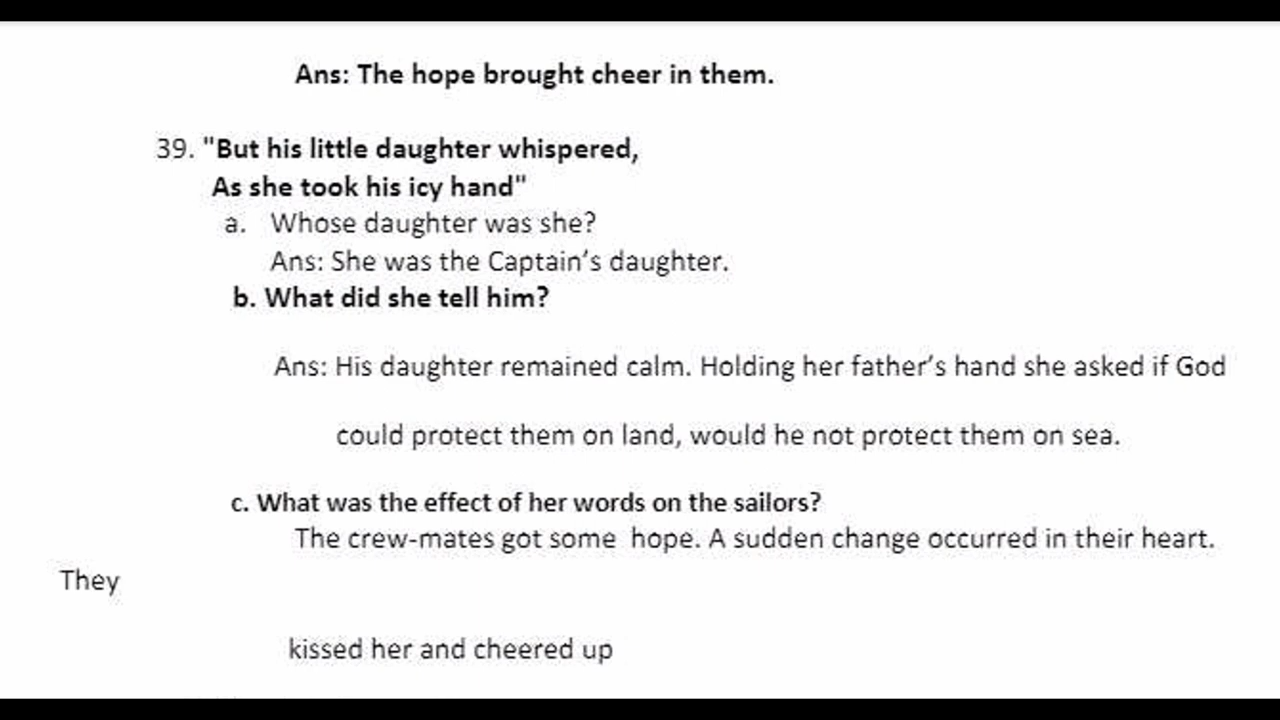 Ans: The hope brought cheer in them.
39. "But his little daughter whispered,
As she took his icy hand"
a. Whose daughter was she?
Ans: She was the Captain's daughter.
b. What did she tell him?
Ans: His daughter remained calm. Holding her father's hand she asked if God
could protect them on land, would he not protect them on sea.
c. What was the effect of her words on the sailors?
The crew-mates got some hope. A sudden change occurred in their heart.
They
kissed her and cheered up